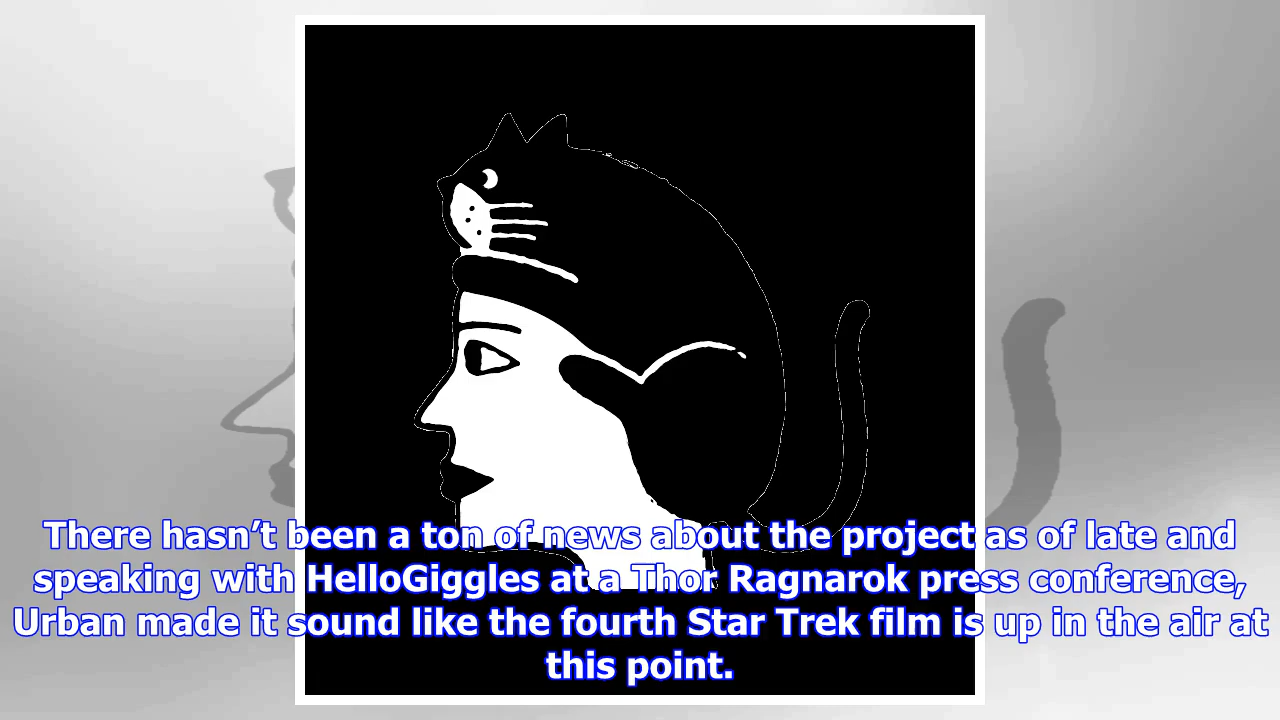 There hasn’t been a ton of news about the project as of late and
speaking with HelloGiggles at a Thor Ragnarok press conference,
Urban made it sound like the fourth Star Trek film is up in the air at
this point.